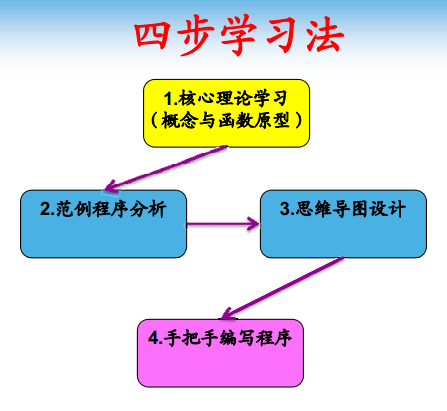 四步学习法
1.核心理论学习
（概念与函数原型）
2.范例程序分析
3.思维导图设计
4.手把手编写程序